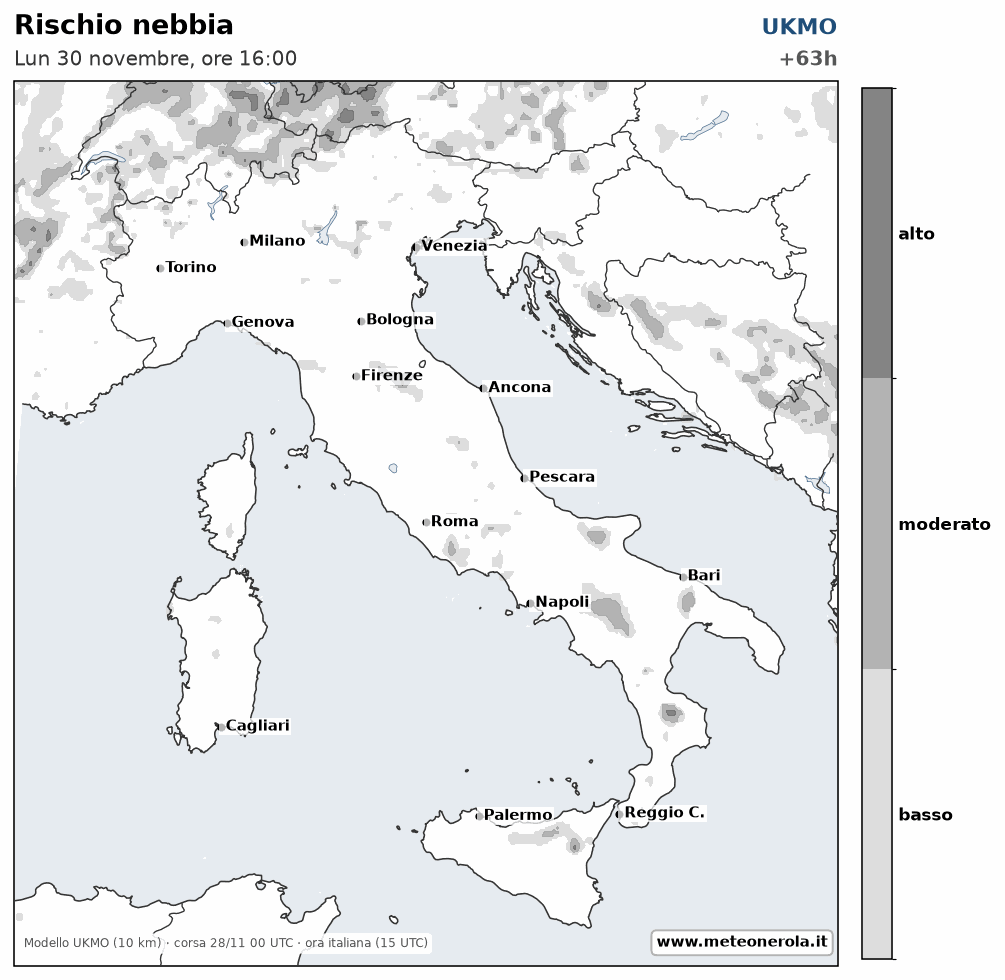 Rischio nebbia
UKMO
Lun 30 novembre, ore 16:00
+63h
alto
Milano
Venezia
Torino
Genova
Bologna
Firenze
Ancona
Pescara
Roma
moderato
Bari
Napoli
Cagliari
Palermo
Reggio C.
basso
Modello UKMO (10 km) · corsa 28/11 00 UTC · ora italiana (15 UTC)
www.meteonerola.it